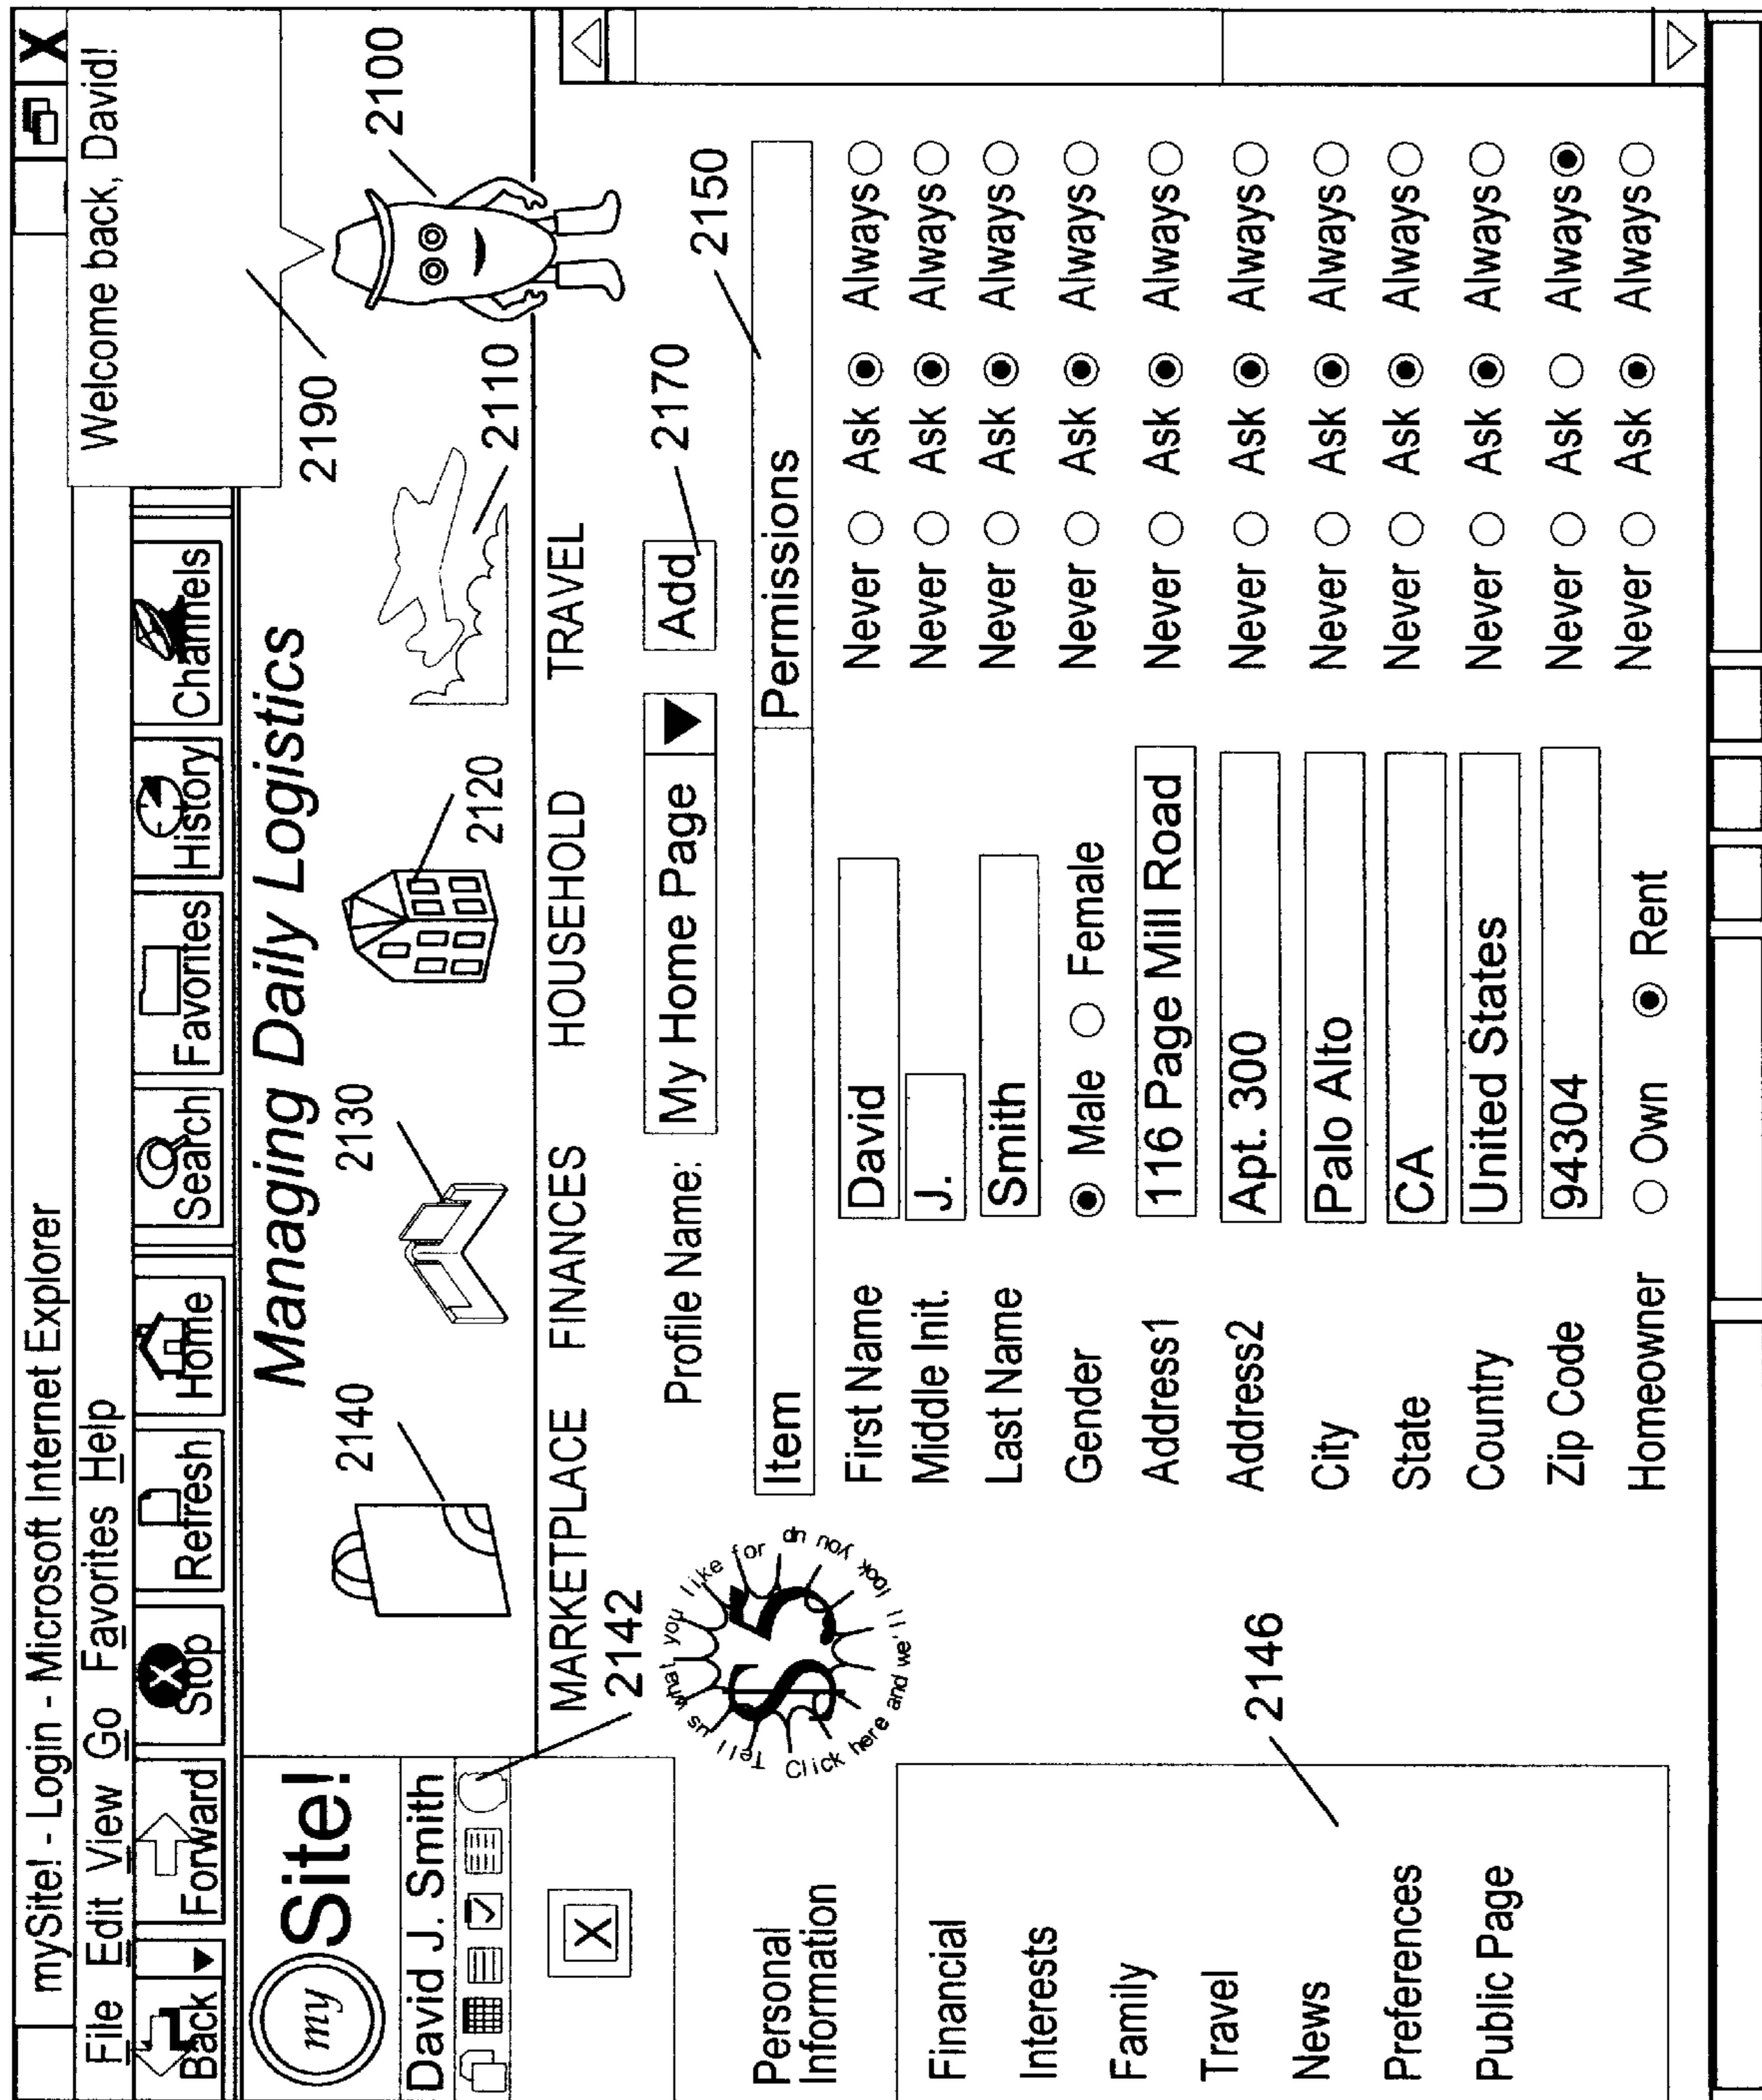 mySite! - Login - Microsoft Internet Explorer
X
File Edit View Go Favorites Help
Welcome back, David!
Back
Forward
Stop
Refresh
Home
Search
Favorites
History
Channels
2190
my Site!
Managing Daily Logistics
2100
David J. Smith
2140
2130
2120
2110
MARKETPLACE
FINANCES
HOUSEHOLD
TRAVEL
2142
X
Profile Name: My Home Page Add
2170
2150
Tell us what you like for $5
Click here and we'll look you up
Personal
Information
Item Permissions
First Name David Never Ask Always
Middle Init. J. Never Ask Always
Last Name Smith Never Ask Always
Gender Male Female Never Ask Always
Address1 116 Page Mill Road Never Ask Always
Address2 Apt. 300 Never Ask Always
City Palo Alto Never Ask Always
State CA Never Ask Always
Country United States Never Ask Always
Zip Code 94304 Never Ask Always
Homeowner Own Rent Never Ask Always
2146
Financial
Interests
Family
Travel
News
Preferences
Public Page